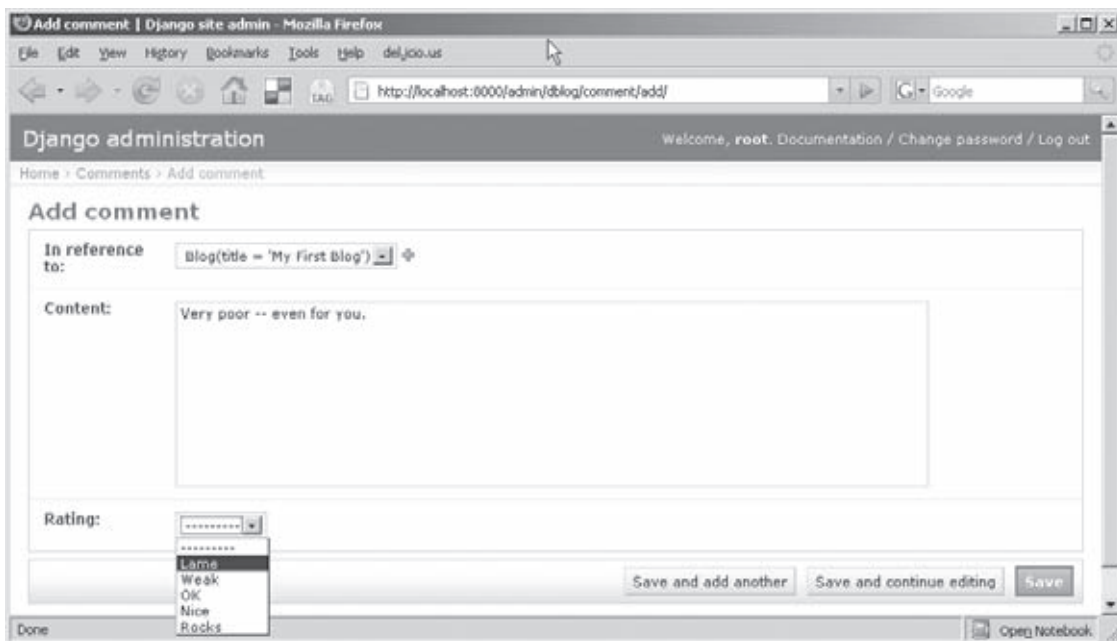 Add comment | Django site admin - Mozilla Firefox
File Edit View History Bookmarks Tools Help del.icio.us
TAG http://localhost:8000/admin/dblog/comment/add/ G Google
Django administration Welcome, root. Documentation / Change password / Log out
Home › Comments › Add comment
Add comment
In reference to: Blog(title = 'My First Blog')
Content: Very poor -- even for you.
Rating: ---------
---------
Lame
Weak
OK
Nice
Rocks
Save and add another Save and continue editing Save
Done Open Notebook